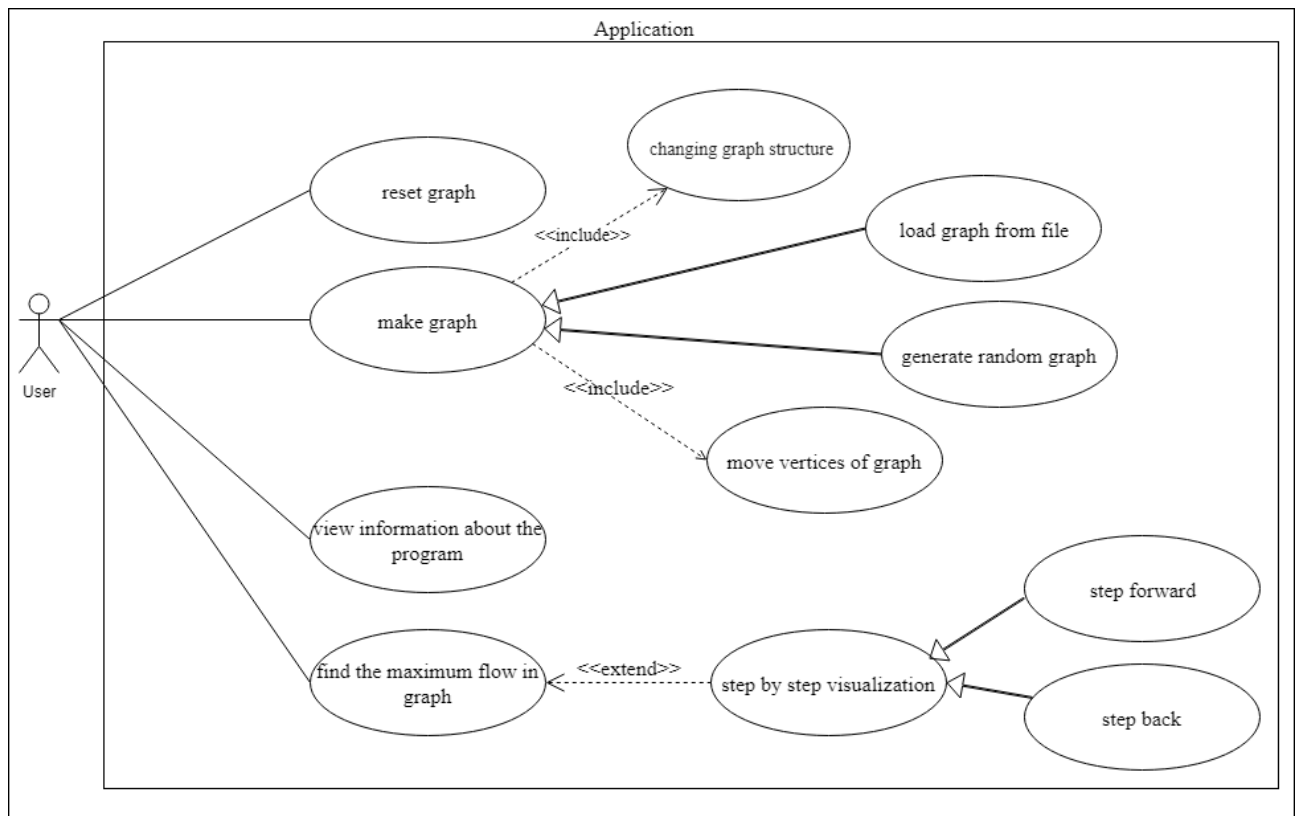 Application
changing graph structure
reset graph
load graph from file
<<include>>
make graph
generate random graph
<<include>>
User
move vertices of graph
view information about the
program
step forward
find the maximum flow in
graph
<<extend>>
step by step visualization
step back